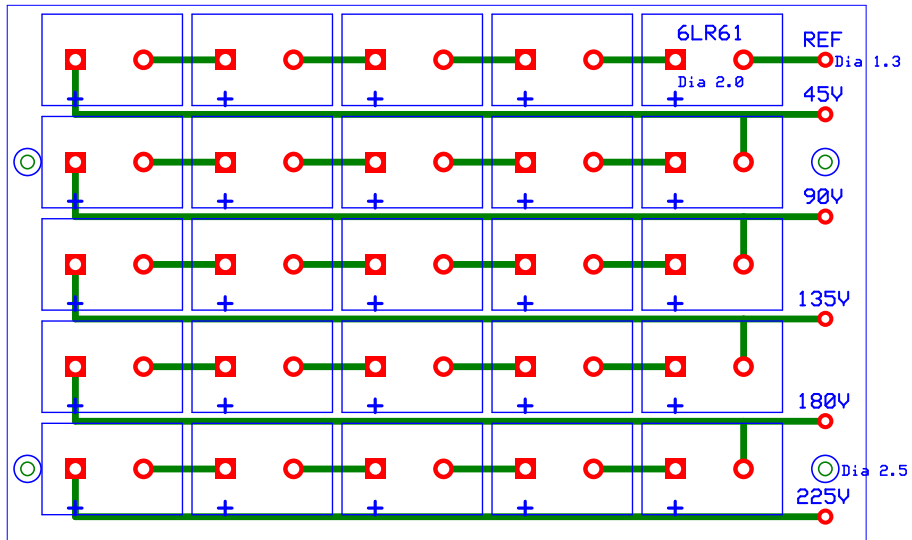 6LR61
REF
Dia 1.3
Dia 2.0
+ + + + +
45V
+ + + + +
90V
+ + + + +
135V
+ + + + +
180V
Dia 2.5
225V
+ + + + +